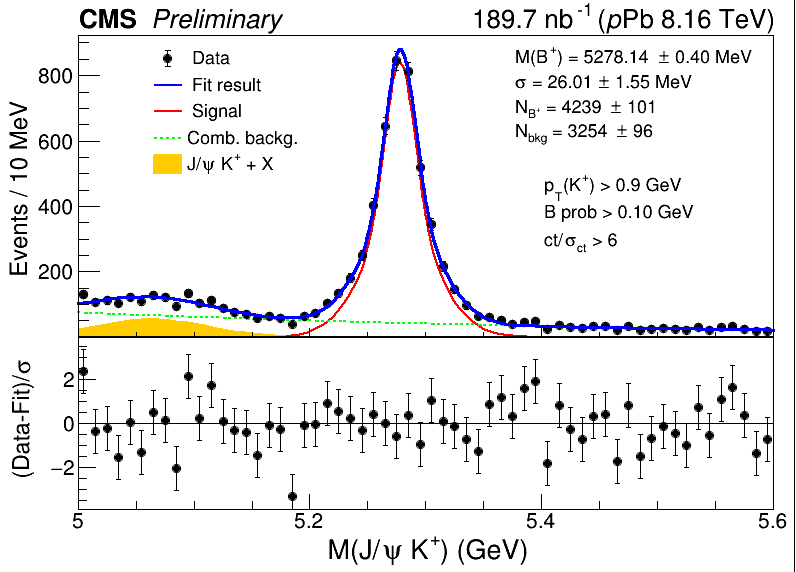 CMS Preliminary 189.7 nb⁻¹ (pPb 8.16 TeV)
Data
Fit result
Signal
Comb. backg.
J/ψ K⁺ + X
M(B⁺) = 5278.14 ± 0.40 MeV
σ = 26.01 ± 1.55 MeV
N_B⁺ = 4239 ± 101
N_bkg = 3254 ± 96
p_T(K⁺) > 0.9 GeV
B prob > 0.10 GeV
ct/σ_ct > 6
Events / 10 MeV
800
600
400
200
(Data-Fit)/σ
2
0
−2
5 5.2 5.4 5.6
M(J/ψ K⁺) (GeV)